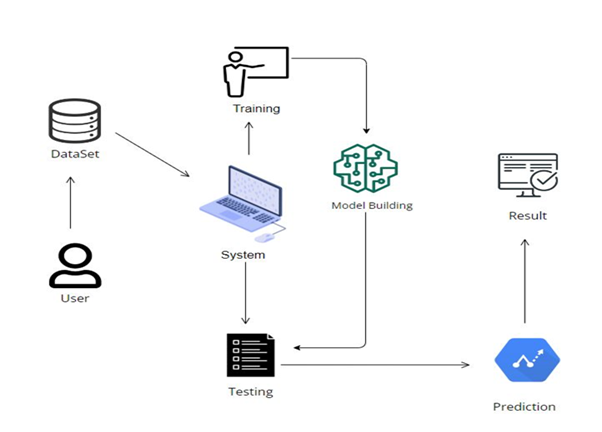 Training
DataSet
Model Building
Result
System
User
Testing
Prediction